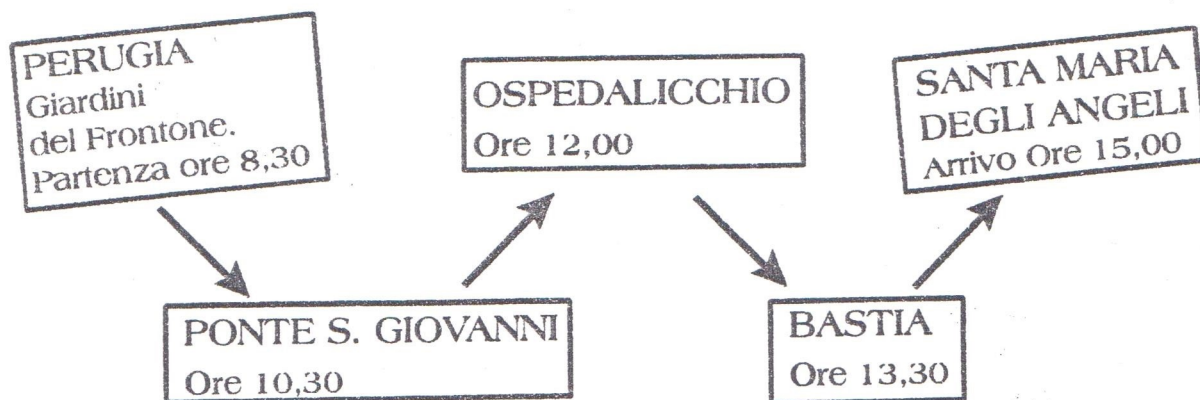 PERUGIA
Giardini
del Frontone.
Partenza ore 8,30
PONTE S. GIOVANNI
Ore 10,30
OSPEDALICCHIO
Ore 12,00
BASTIA
Ore 13,30
SANTA MARIA
DEGLI ANGELI
Arrivo Ore 15,00